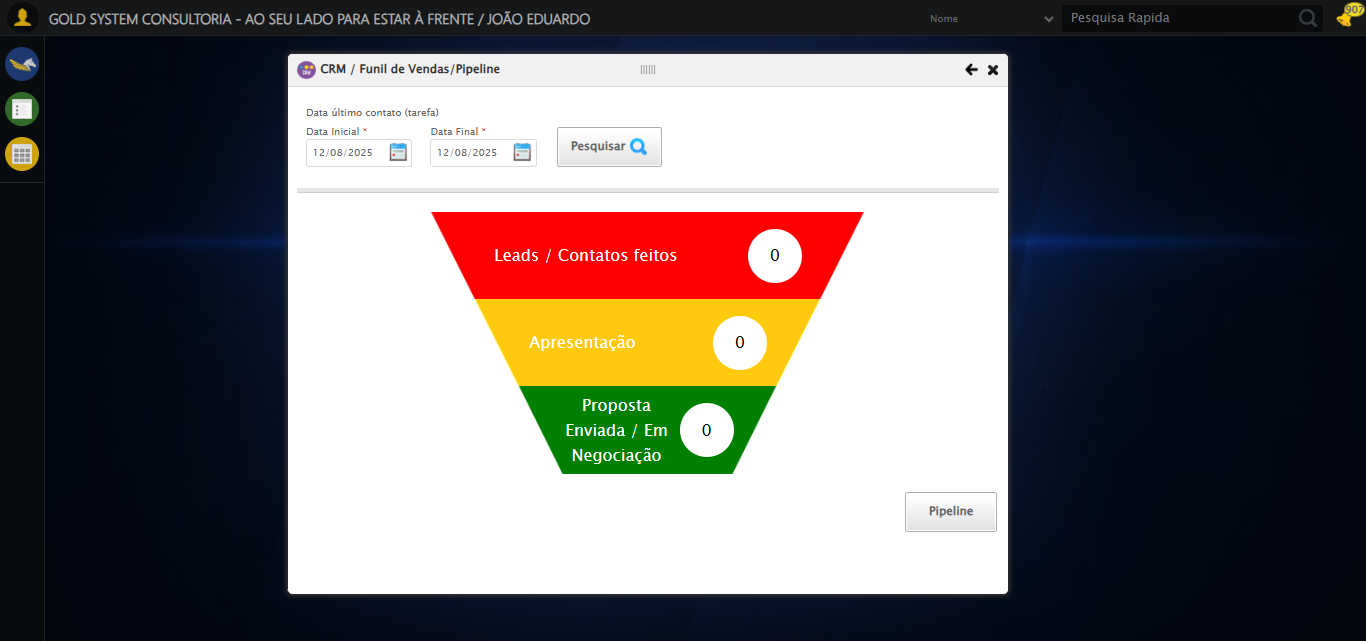 GOLD SYSTEM CONSULTORIA - AO SEU LADO PARA ESTAR À FRENTE / JOÃO EDUARDO
Nome
Pesquisa Rapida
907
CRM
CRM / Funil de Vendas/Pipeline
Data último contato (tarefa)
Data Inicial * Data Final *
12/08/2025 12/08/2025 Pesquisar
Leads / Contatos feitos 0
Apresentação 0
Proposta
Enviada / Em 0
Negociação
Pipeline